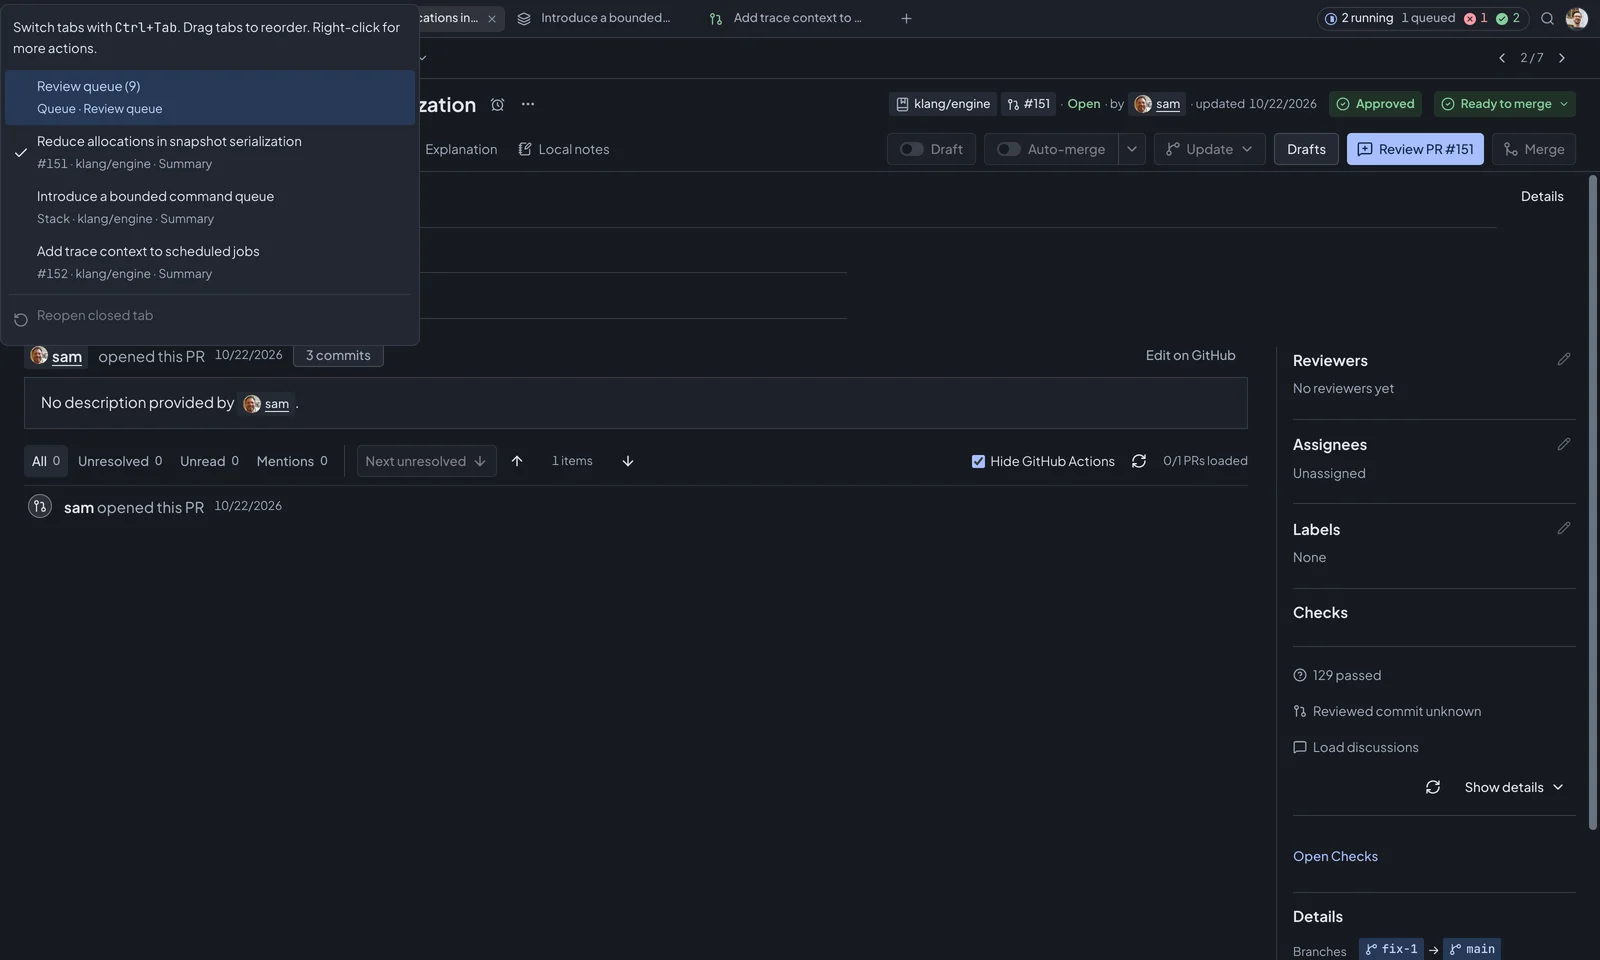 Switch tabs with Ctrl+Tab. Drag tabs to reorder. Right-click for
more actions.
Review queue (9)
Queue · Review queue
Reduce allocations in snapshot serialization
#151 · klang/engine · Summary
Introduce a bounded command queue
Stack · klang/engine · Summary
Add trace context to scheduled jobs
#152 · klang/engine · Summary
Reopen closed tab
cations in...
Introduce a bounded...
Add trace context to ...
2 running 1 queued 1 2
2/7
zation
klang/engine #151 · Open · by sam · updated 10/22/2026 Approved Ready to merge
Explanation Local notes
Draft Auto-merge Update Drafts Review PR #151 Merge
Details
sam opened this PR 10/22/2026 3 commits Edit on GitHub
No description provided by sam .
All 0 Unresolved 0 Unread 0 Mentions 0 Next unresolved 1 items Hide GitHub Actions 0/1 PRs loaded
sam opened this PR 10/22/2026
Reviewers
No reviewers yet
Assignees
Unassigned
Labels
None
Checks
129 passed
Reviewed commit unknown
Load discussions
Show details
Open Checks
Details
Branches fix-1 → main